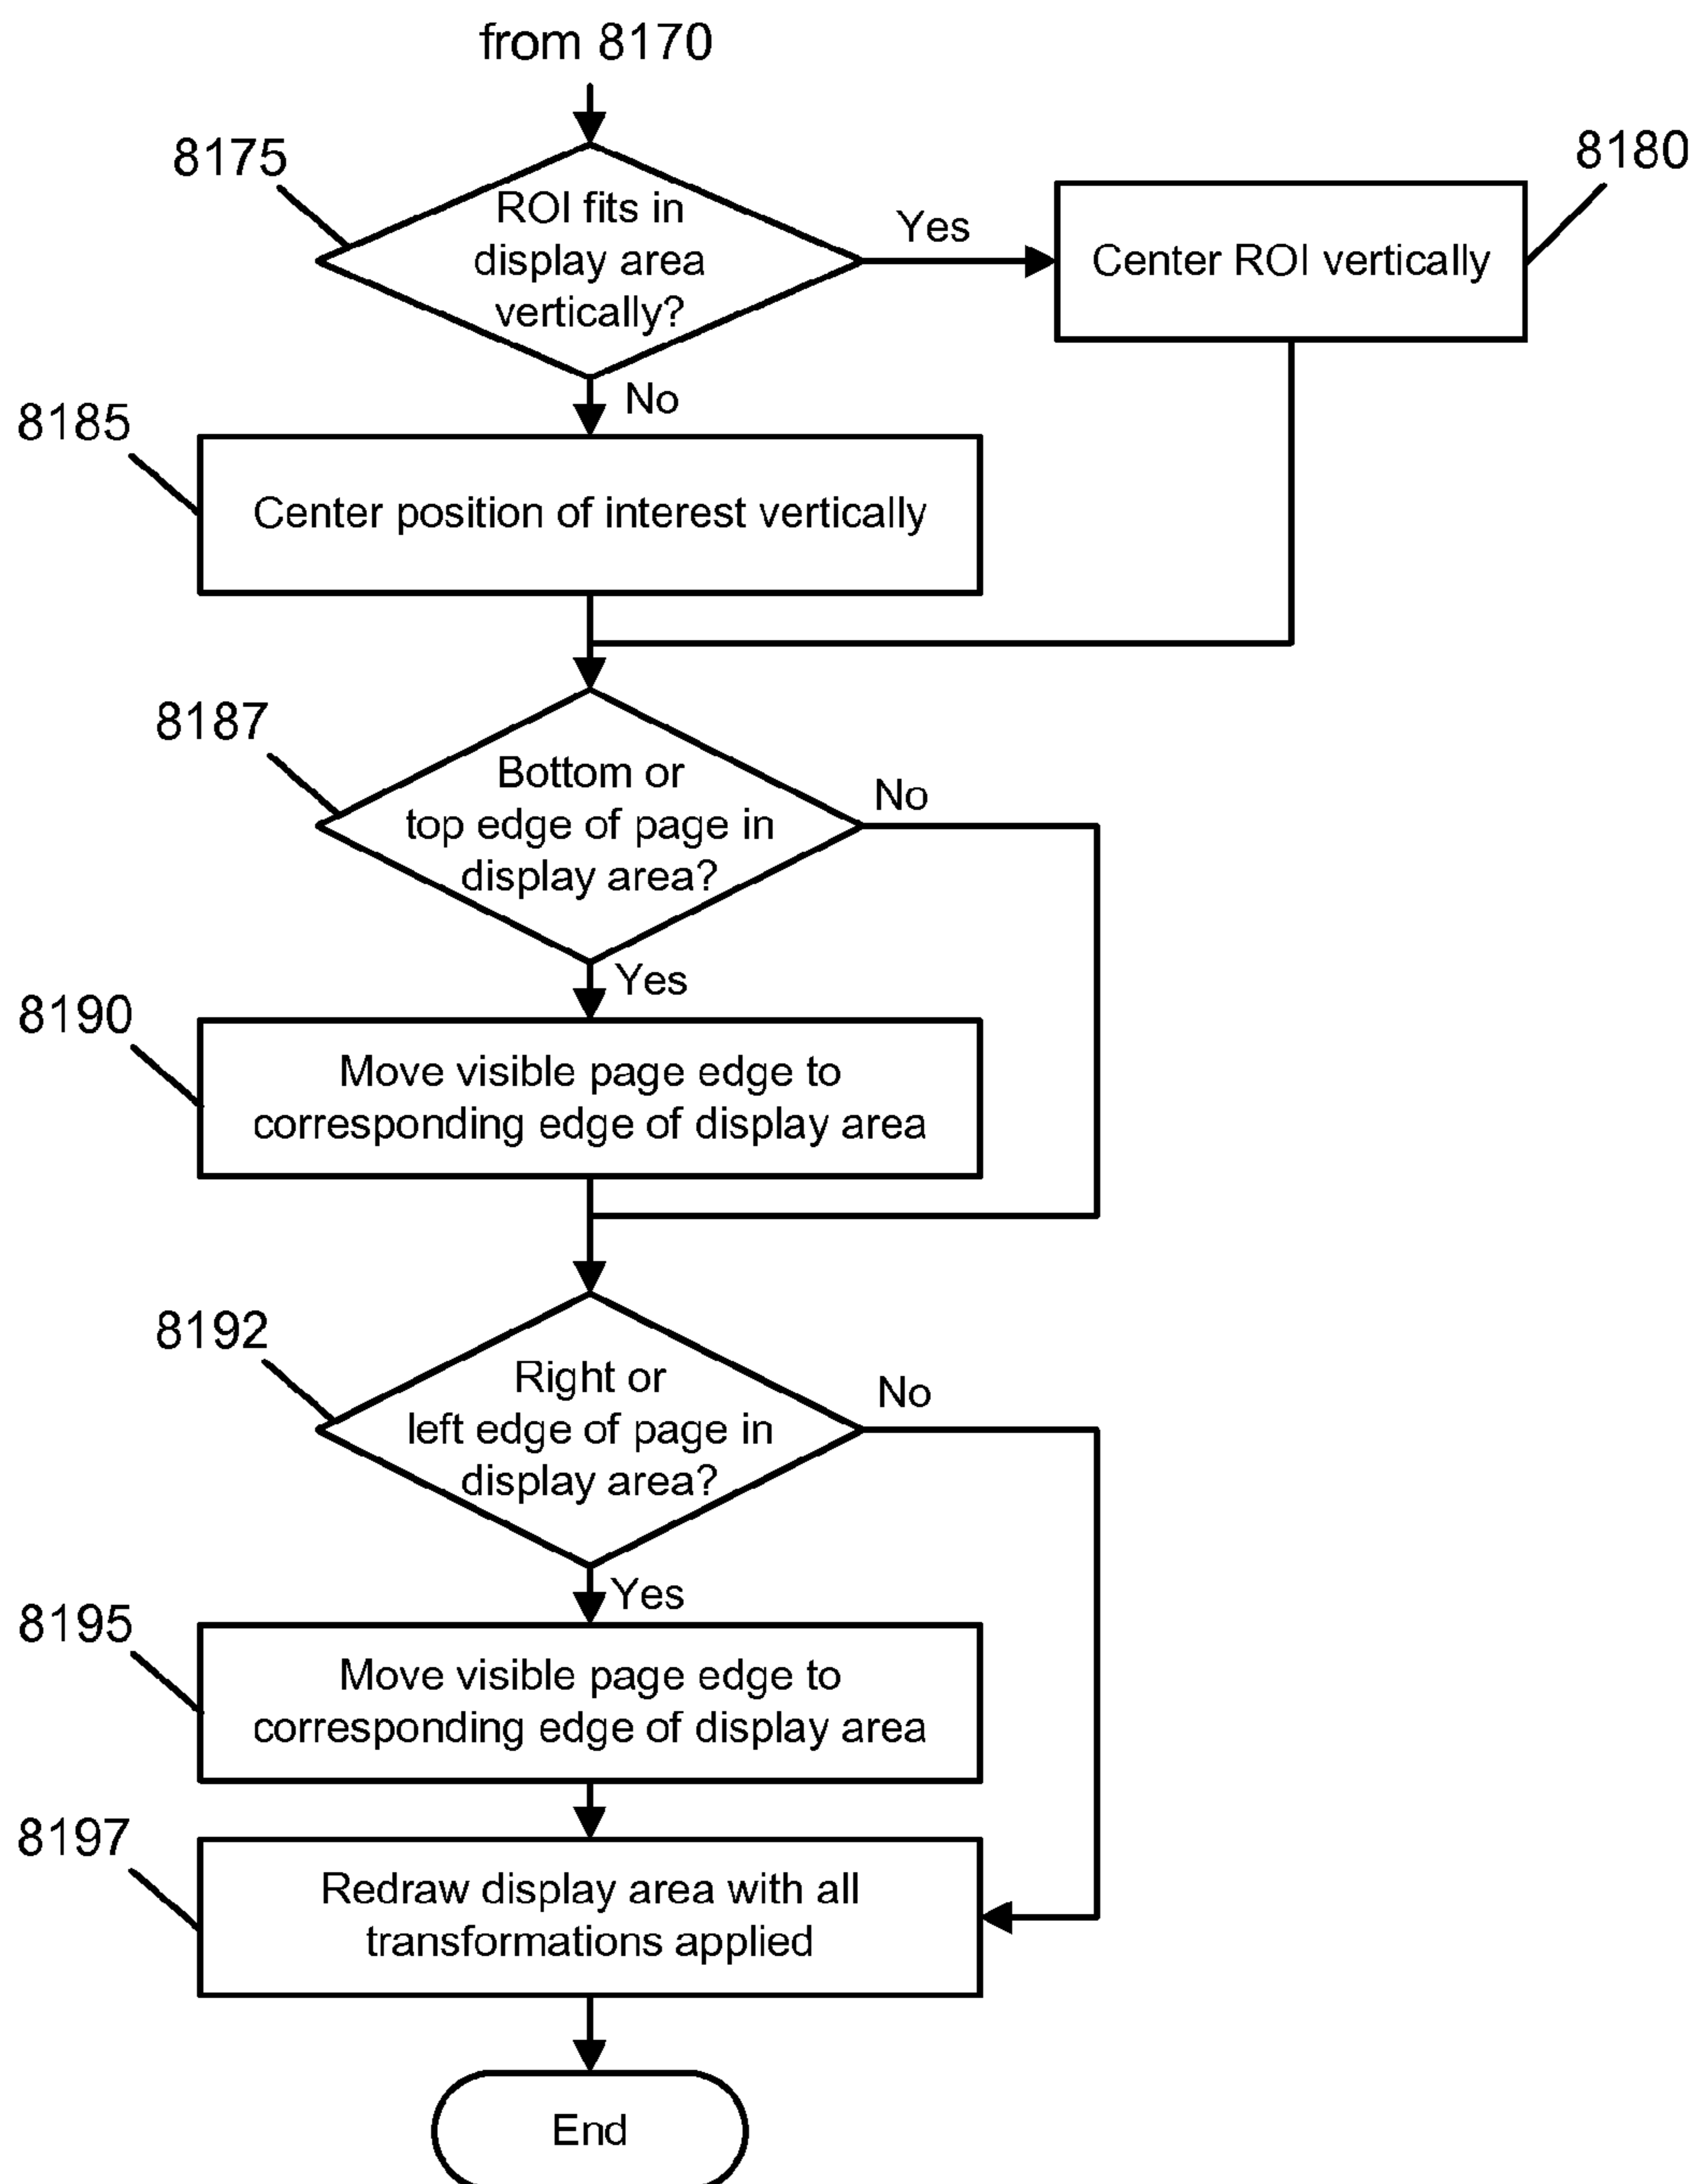 from 8170
8175
ROI fits in
display area
vertically?
Yes
8180
Center ROI vertically
No
8185
Center position of interest vertically
8187
Bottom or
top edge of page in
display area?
No
Yes
8190
Move visible page edge to
corresponding edge of display area
8192
Right or
left edge of page in
display area?
No
Yes
8195
Move visible page edge to
corresponding edge of display area
8197
Redraw display area with all
transformations applied
End